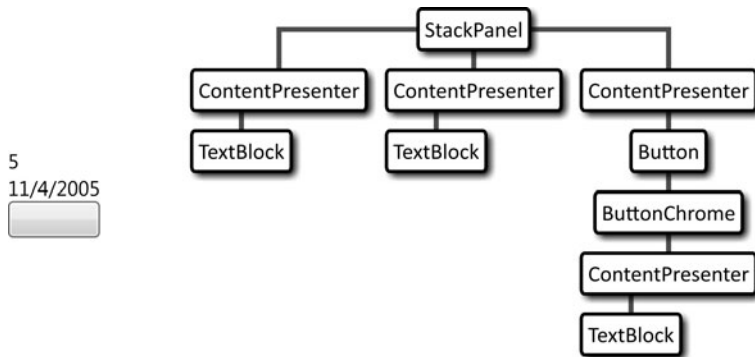 StackPanel
ContentPresenter ContentPresenter ContentPresenter
TextBlock TextBlock Button
5
11/4/2005
ButtonChrome
ContentPresenter
TextBlock